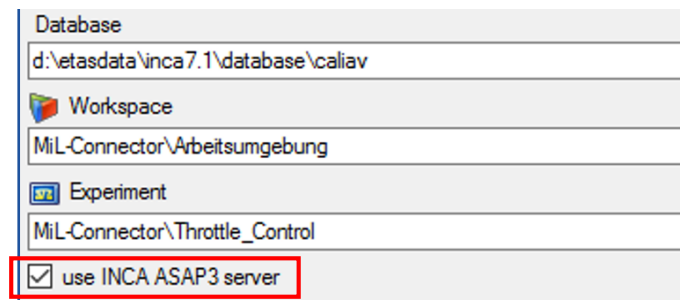 Database
d:\etasdata\inca7.1\database\caliav
Workspace
MiL-Connector\Arbeitsumgebung
Experiment
MiL-Connector\Throttle_Control
use INCA ASAP3 server